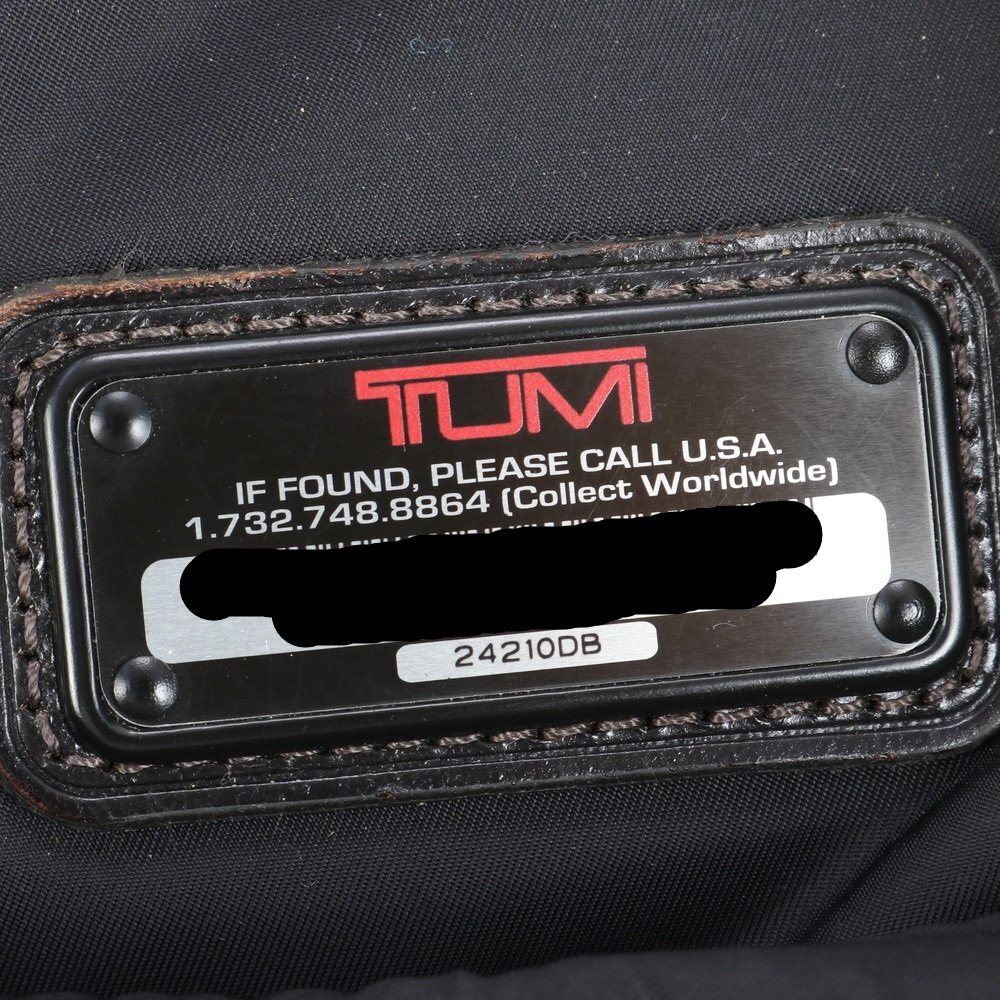 TUMI
IF FOUND, PLEASE CALL U.S.A.
1.732.748.8864 (Collect Worldwide)
24210DB